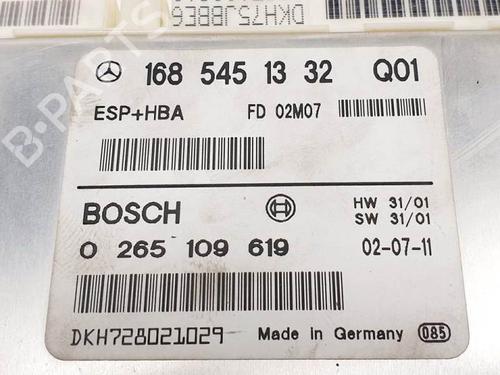 DKH75JBBE6
B-PARTS
168 545 13 32 Q01
ESP+HBA FD 02M07
BOSCH HW 31/01
SW 31/01
0 265 109 619 02-07-11
DKH728021029 Made in Germany 085